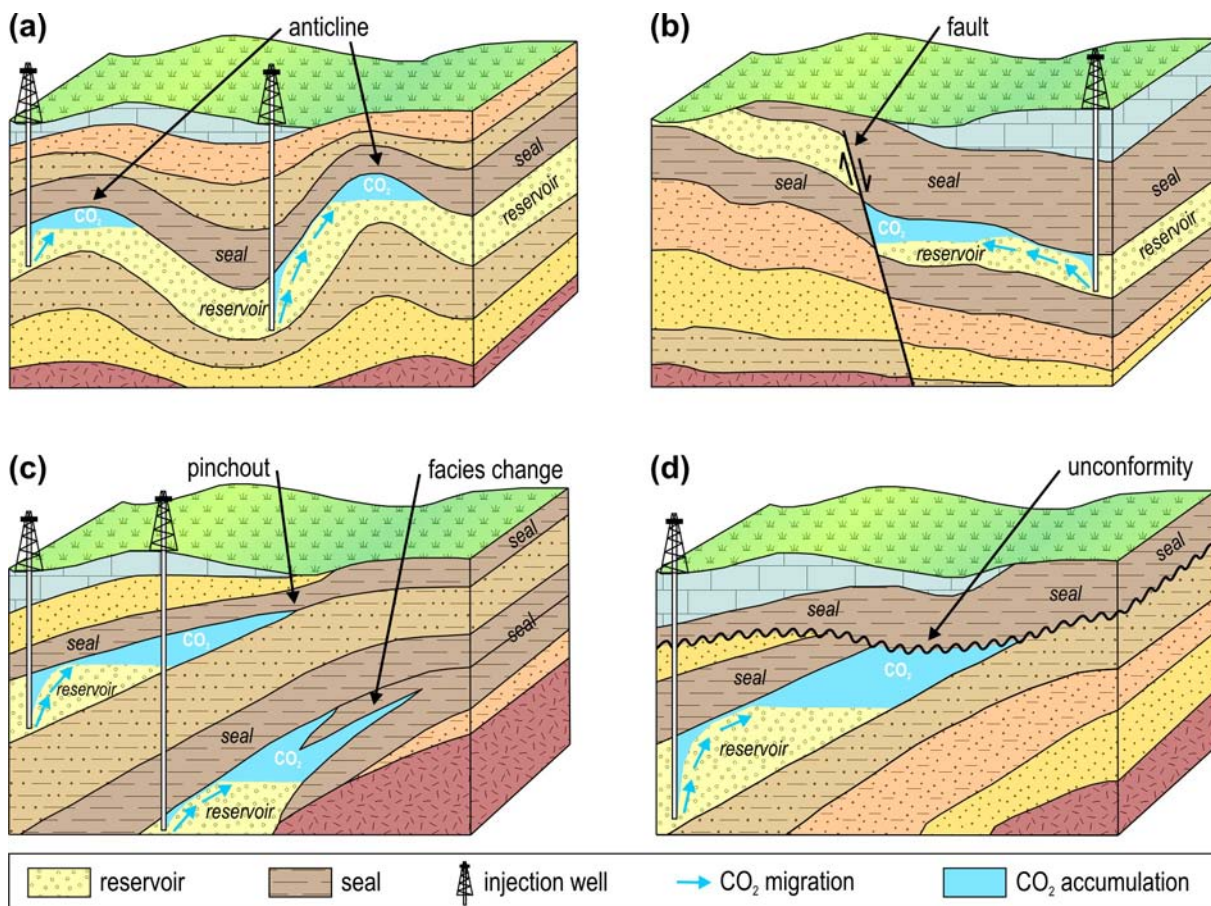 (a)
anticline
CO₂
CO₂
seal
seal
reservoir
reservoir
(b)
fault
seal
seal
seal
CO₂
reservoir
reservoir
(c)
pinchout
facies change
seal
seal
seal
CO₂
reservoir
seal
CO₂
reservoir
(d)
unconformity
seal
seal
seal
CO₂
reservoir
reservoir seal injection well CO₂ migration CO₂ accumulation